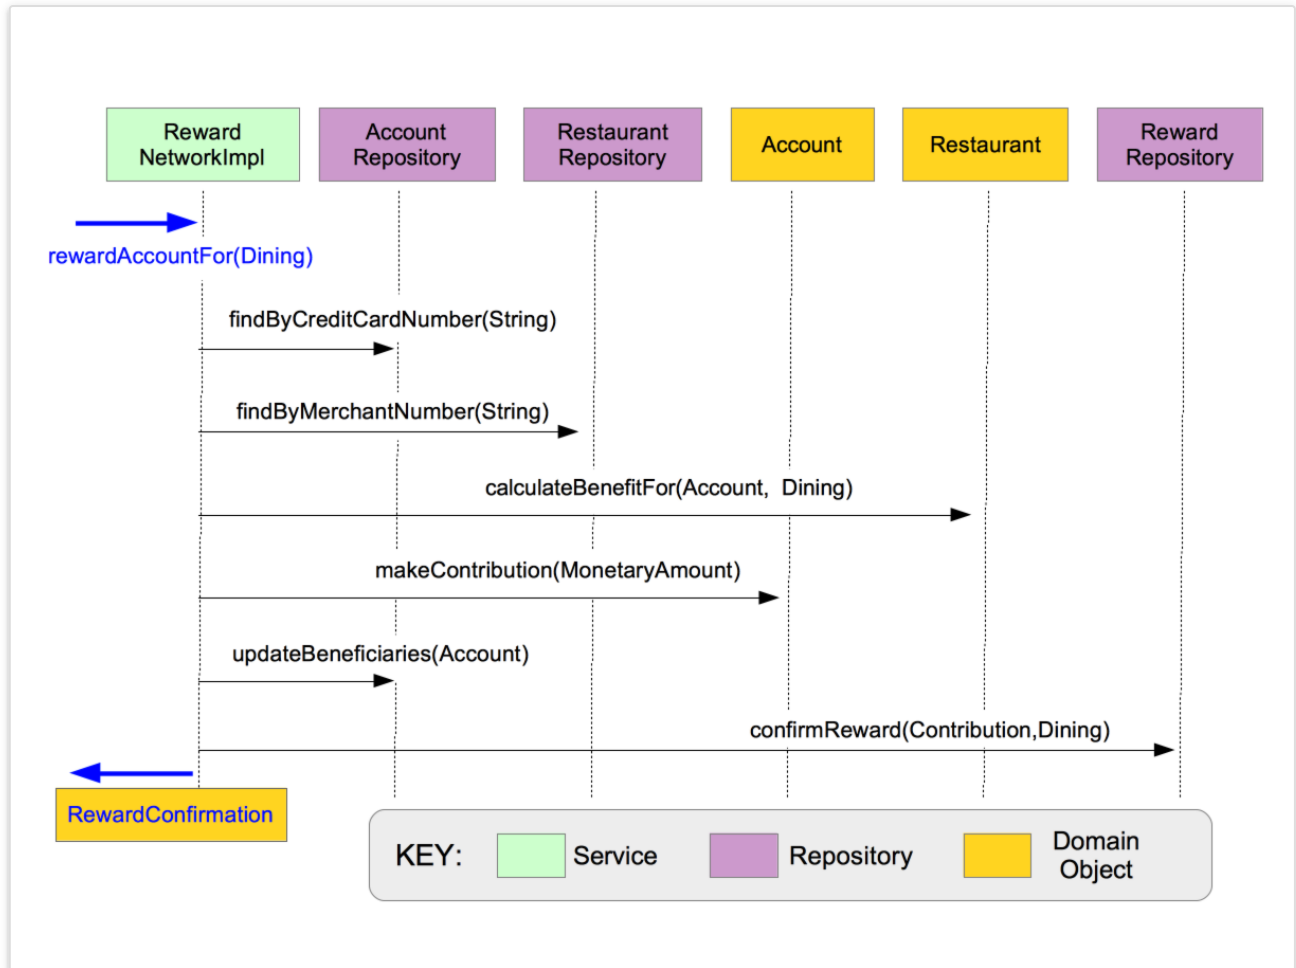 Reward
NetworkImpl
Account
Repository
Restaurant
Repository
Account
Restaurant
Reward
Repository
rewardAccountFor(Dining)
findByCreditCardNumber(String)
findByMerchantNumber(String)
calculateBenefitFor(Account, Dining)
makeContribution(MonetaryAmount)
updateBeneficiaries(Account)
confirmReward(Contribution,Dining)
RewardConfirmation
KEY:
Service
Repository
Domain
Object